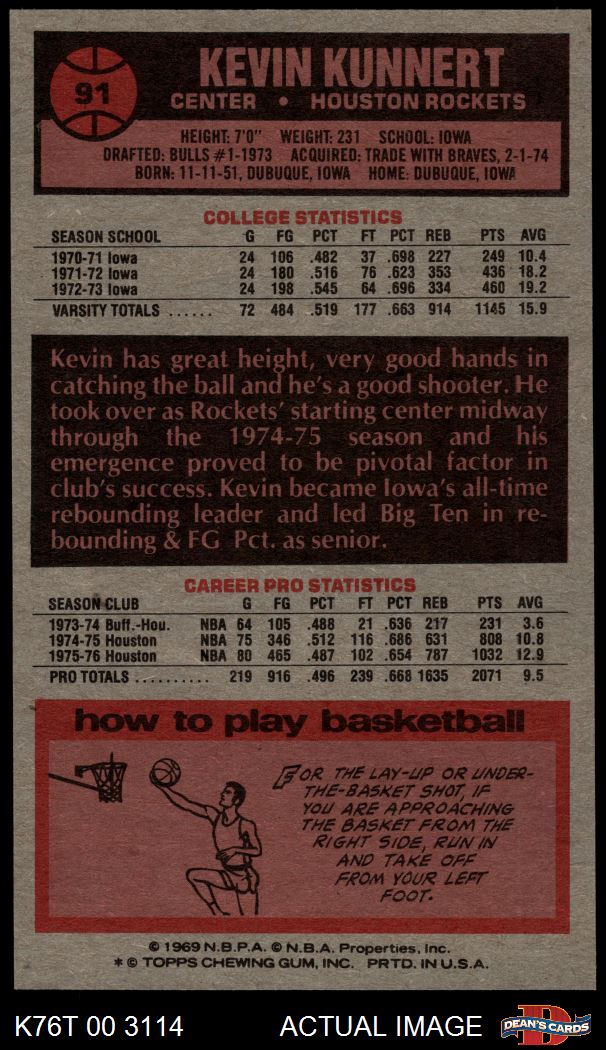 91
KEVIN KUNNERT
CENTER • HOUSTON ROCKETS
HEIGHT: 7'0" WEIGHT: 231 SCHOOL: IOWA
DRAFTED: BULLS #1-1973 ACQUIRED: TRADE WITH BRAVES, 2-1-74
BORN: 11-11-51, DUBUQUE, IOWA HOME: DUBUQUE, IOWA
COLLEGE STATISTICS
SEASON SCHOOL G FG PCT FT PCT REB PTS AVG
1970-71 Iowa 24 106 .482 37 .698 227 249 10.4
1971-72 Iowa 24 180 .516 76 .623 353 436 18.2
1972-73 Iowa 24 198 .545 64 .696 334 460 19.2
VARSITY TOTALS ...... 72 484 .519 177 .663 914 1145 15.9
Kevin has great height, very good hands in
catching the ball and he's a good shooter. He
took over as Rockets' starting center midway
through the 1974-75 season and his
emergence proved to be pivotal factor in
club's success. Kevin became Iowa's all-time
rebounding leader and led Big Ten in re-
bounding & FG Pct. as senior.
CAREER PRO STATISTICS
SEASON CLUB G FG PCT FT PCT REB PTS AVG
1973-74 Buff.-Hou. NBA 64 105 .488 21 .636 217 231 3.6
1974-75 Houston NBA 75 346 .512 116 .686 631 808 10.8
1975-76 Houston NBA 80 465 .487 102 .654 787 1032 12.9
PRO TOTALS .......... 219 916 .496 239 .668 1635 2071 9.5
how to play basketball
FOR THE LAY-UP OR UNDER-
THE-BASKET SHOT, IF
YOU ARE APPROACHING
THE BASKET FROM THE
RIGHT SIDE, RUN IN
AND TAKE OFF
FROM YOUR LEFT
FOOT.
© 1969 N.B.P.A. © N.B.A. Properties, Inc.
* © TOPPS CHEWING GUM, INC. PRTD. IN U.S.A.
K76T 00 3114 ACTUAL IMAGE D DEAN'S CARDS